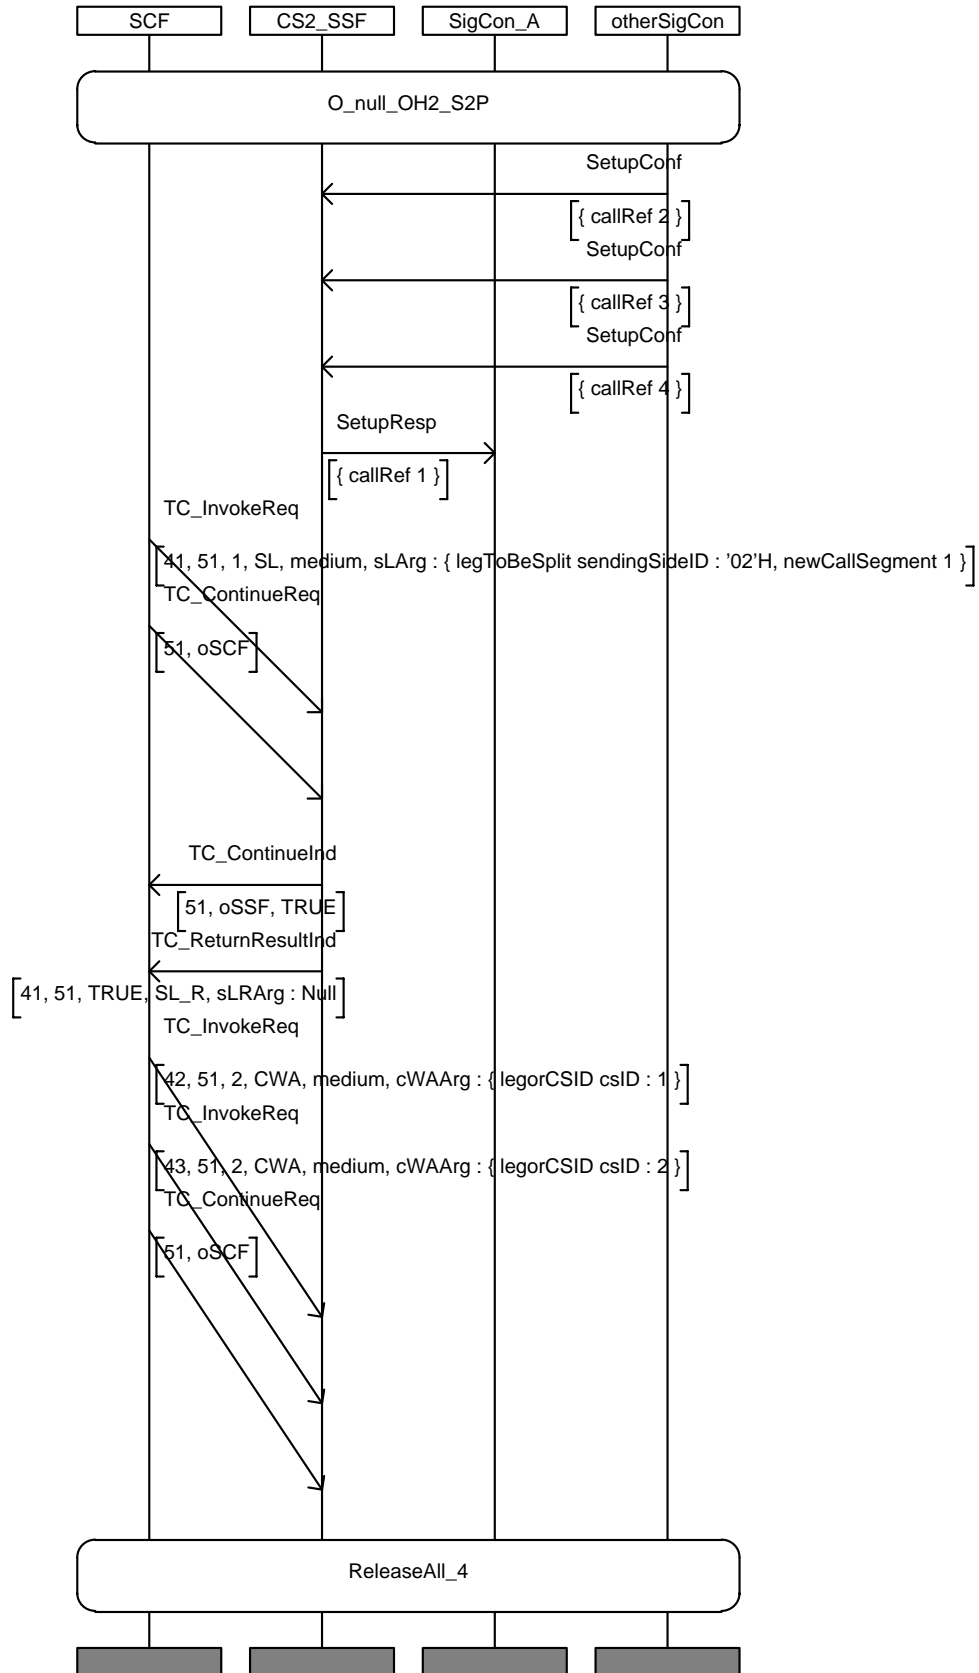 SCF CS2_SSF SigCon_A otherSigCon
O_null_OH2_S2P
SetupConf
{ callRef 2 }
SetupConf
{ callRef 3 }
SetupConf
{ callRef 4 }
SetupResp
{ callRef 1 }
TC_InvokeReq
41, 51, 1, SL, medium, sLArg : { legToBeSplit sendingSideID : '02'H, newCallSegment 1 }
TC_ContinueReq
51, oSCF
TC_ContinueInd
51, oSSF, TRUE
TC_ReturnResultInd
41, 51, TRUE, SL_R, sLRArg : Null
TC_InvokeReq
42, 51, 2, CWA, medium, cWAArg : { legorCSID csID : 1 }
TC_InvokeReq
43, 51, 2, CWA, medium, cWAArg : { legorCSID csID : 2 }
TC_ContinueReq
51, oSCF
ReleaseAll_4